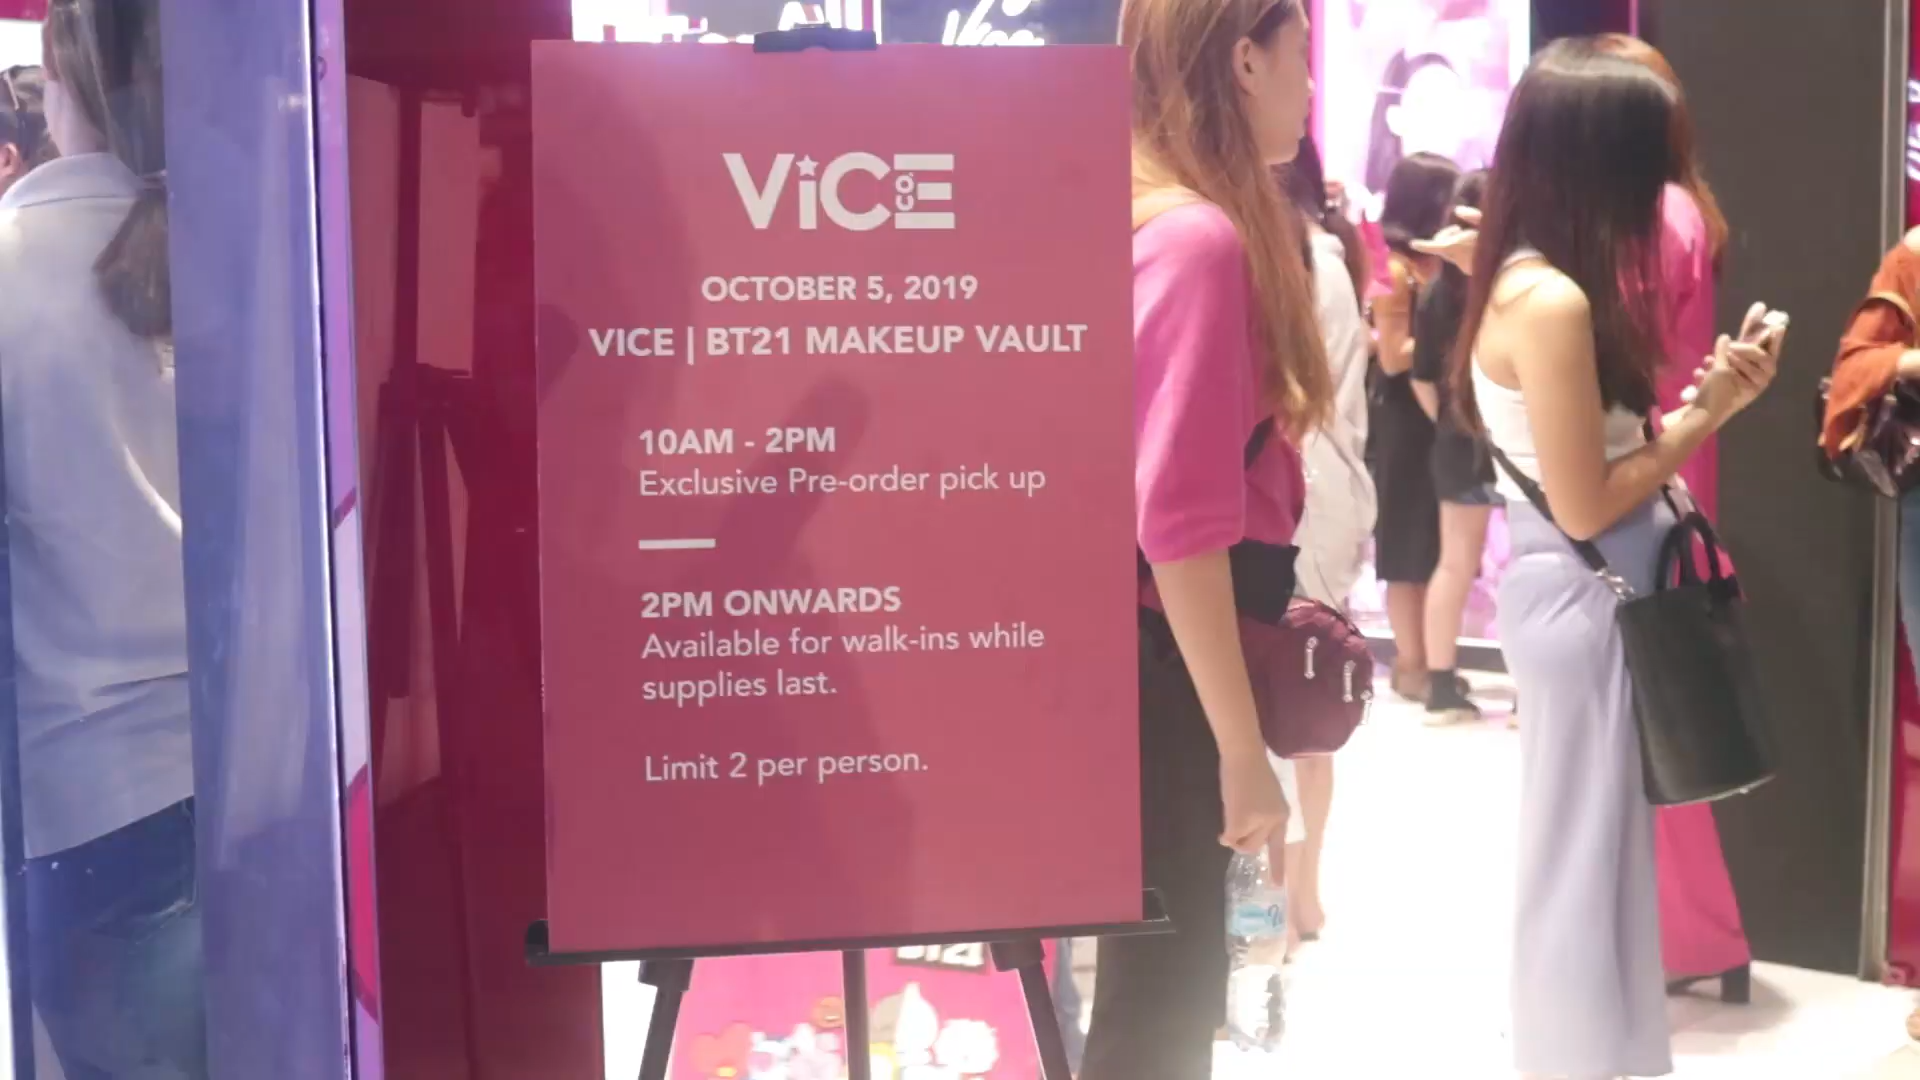 ViCE CO.
OCTOBER 5, 2019
VICE | BT21 MAKEUP VAULT
10AM - 2PM
Exclusive Pre-order pick up
2PM ONWARDS
Available for walk-ins while
supplies last.
Limit 2 per person.
BT21